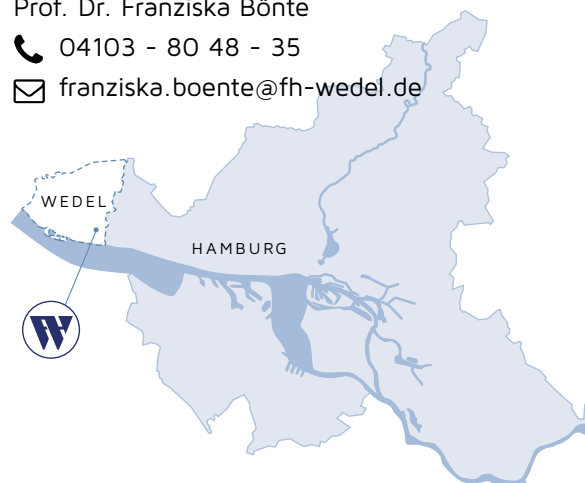 Prof. Dr. Franziska Bönte
04103 - 80 48 - 35
franziska.boente@fh-wedel.de
WEDEL
HAMBURG